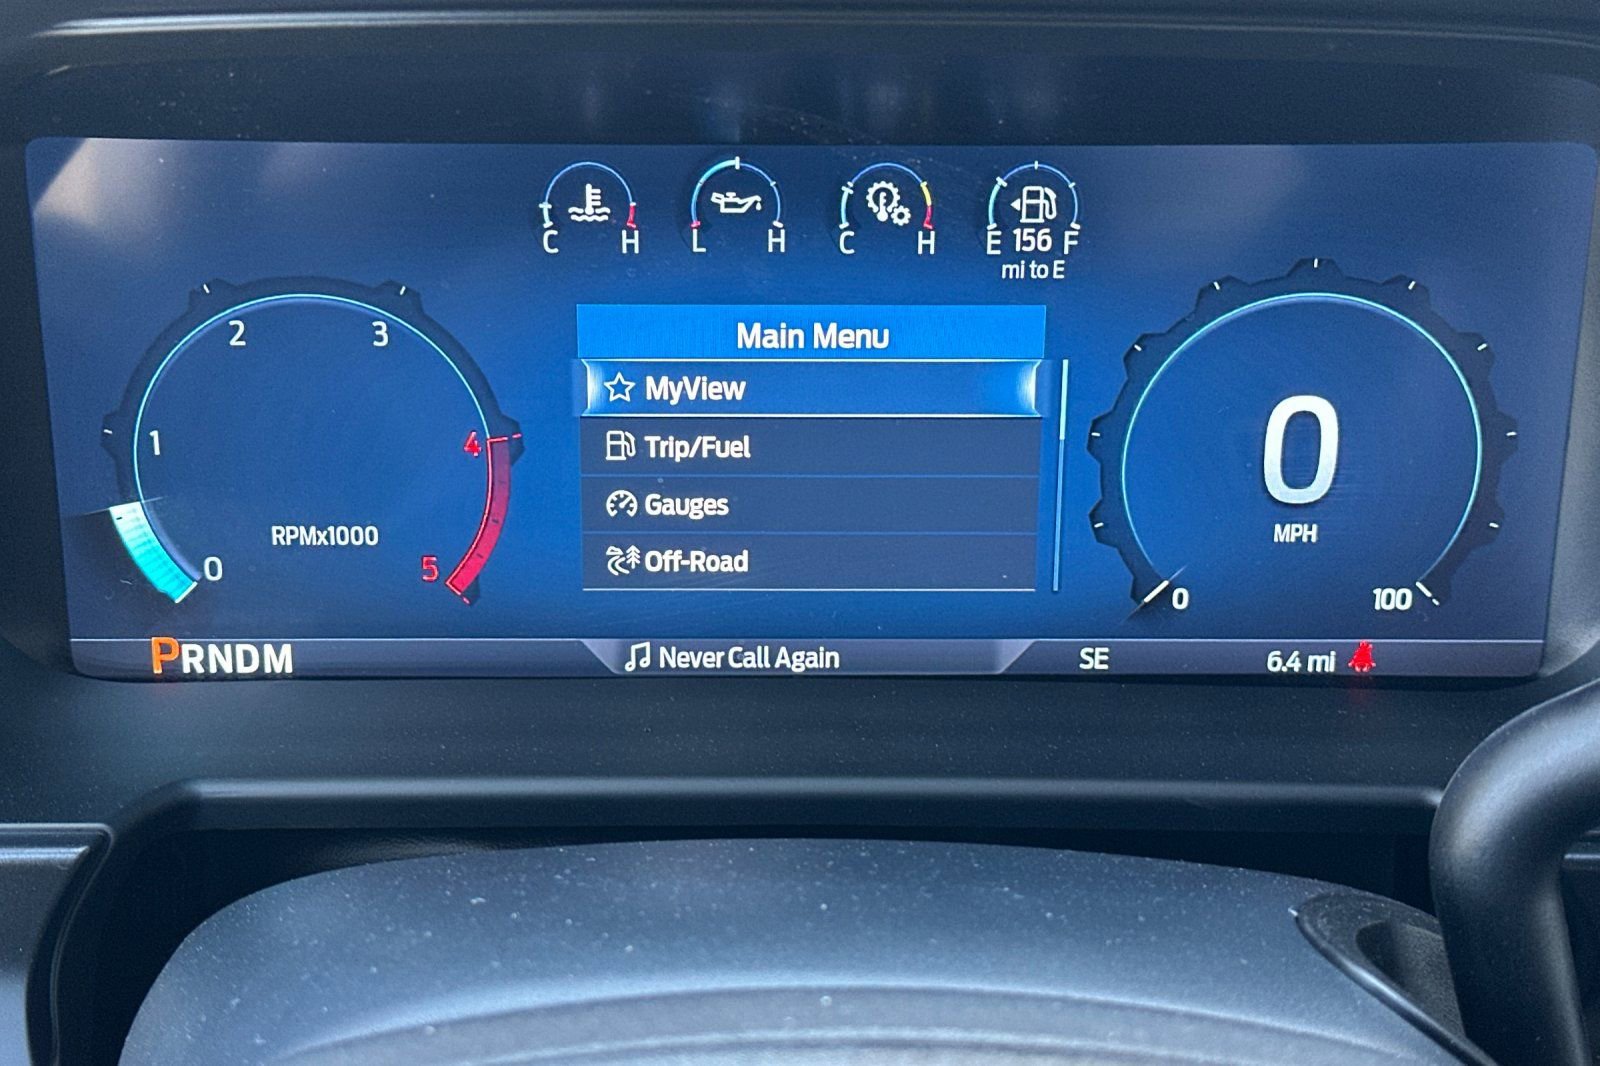 C H
L H
C H
E 156 F
mi to E
2 3
1 4
0 5
RPMx1000
Main Menu
MyView
Trip/Fuel
Gauges
Off-Road
0
MPH
0 100
PRNDM
Never Call Again
SE
6.4 mi